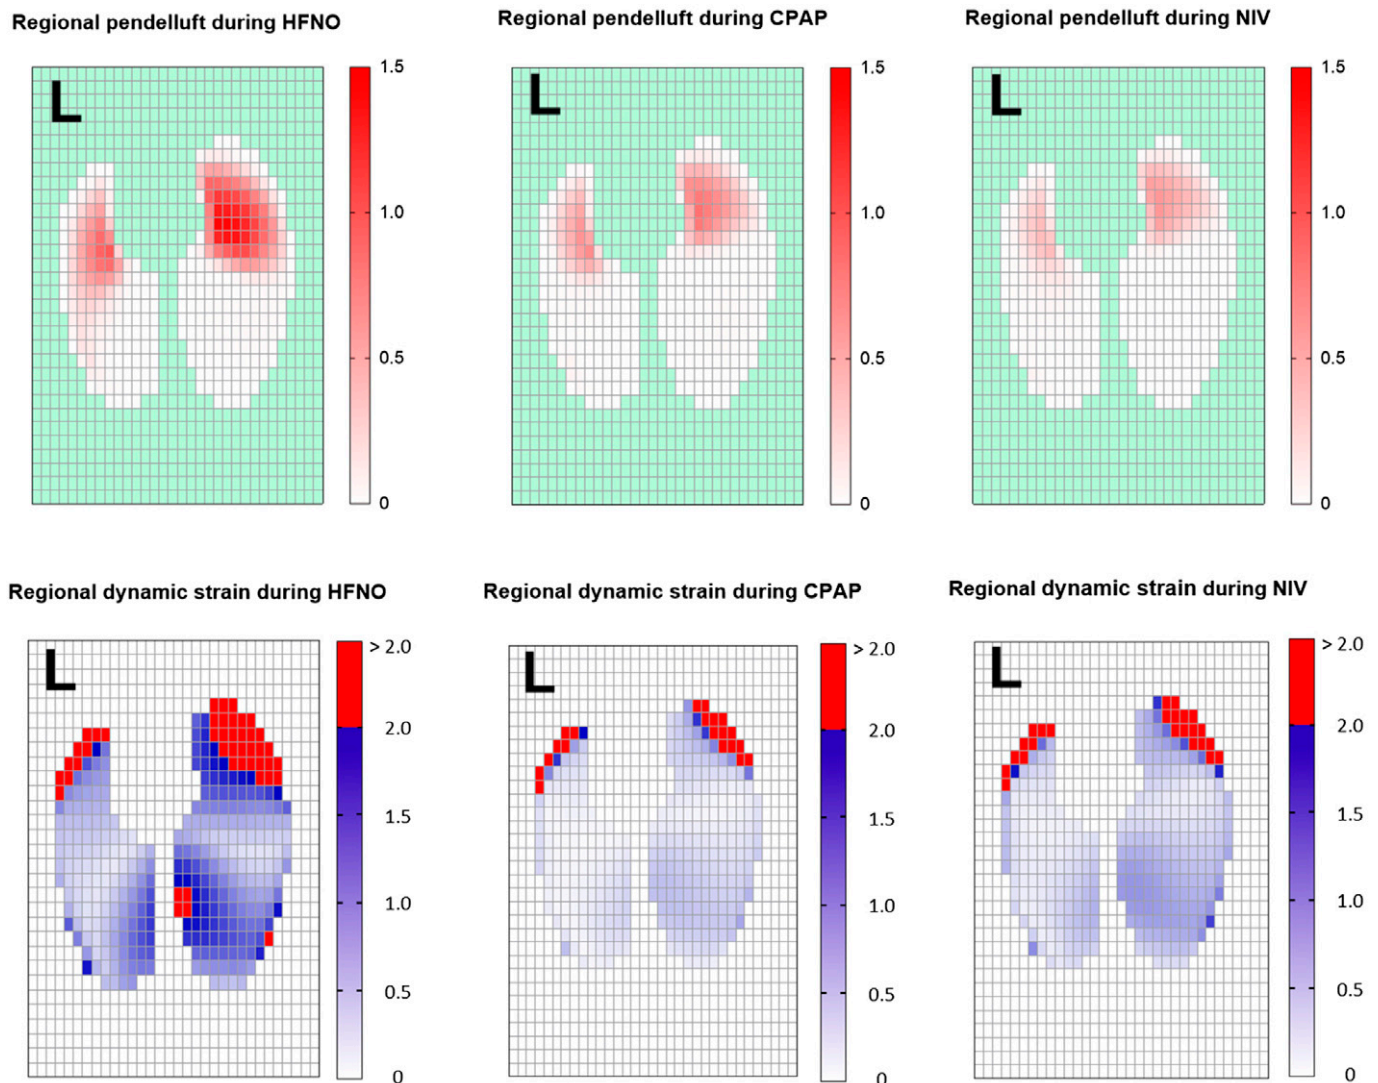 Regional pendelluft during HFNO
L
1.5
1.0
0.5
0
Regional pendelluft during CPAP
L
1.5
1.0
0.5
0
Regional pendelluft during NIV
L
1.5
1.0
0.5
0
Regional dynamic strain during HFNO
L
> 2.0
2.0
1.5
1.0
0.5
0
Regional dynamic strain during CPAP
L
> 2.0
2.0
1.5
1.0
0.5
0
Regional dynamic strain during NIV
L
> 2.0
2.0
1.5
1.0
0.5
0